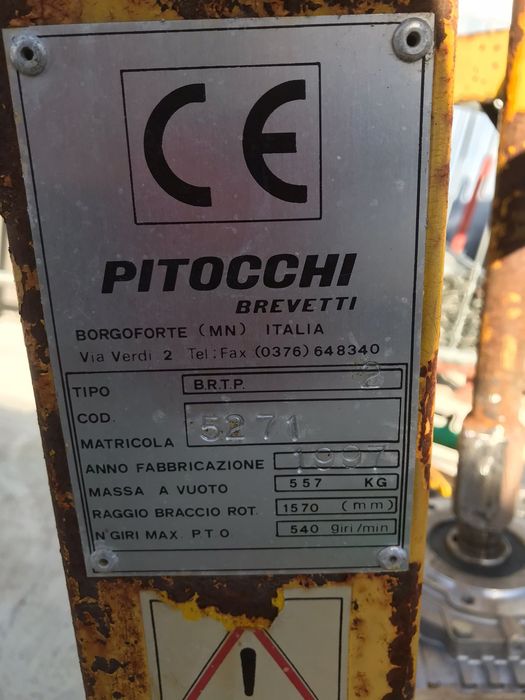 CE
PITOCCHI
BREVETTI
BORGOFORTE (MN) ITALIA
Via Verdi 2 Tel:Fax (0376) 648340
TIPO B.R.T.P. 2
COD.
MATRICOLA 5271
ANNO FABBRICAZIONE 1997
MASSA A VUOTO 557 KG
RAGGIO BRACCIO ROT. 1570 (mm)
N° GIRI MAX. P T O 540 giri/min
!